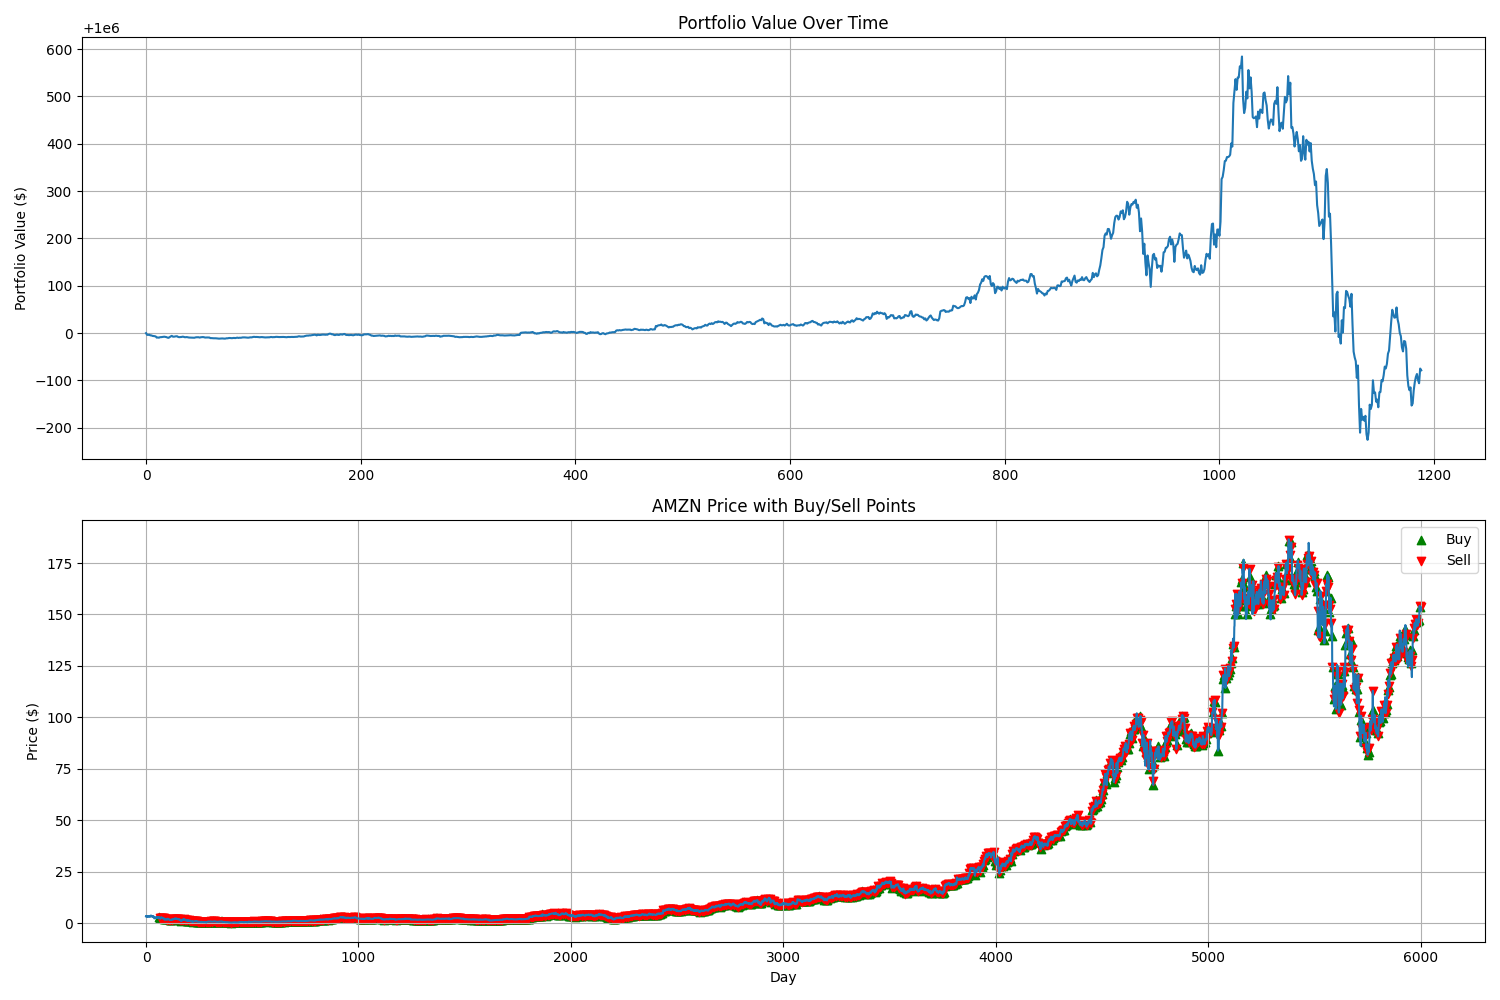 Portfolio Value Over Time
+1e6
600
500
400
300
200
100
0
−100
−200
Portfolio Value ($)
0 200 400 600 800 1000 1200
AMZN Price with Buy/Sell Points
Buy
Sell
175
150
125
100
75
50
25
0
Price ($)
0 1000 2000 3000 4000 5000 6000
Day